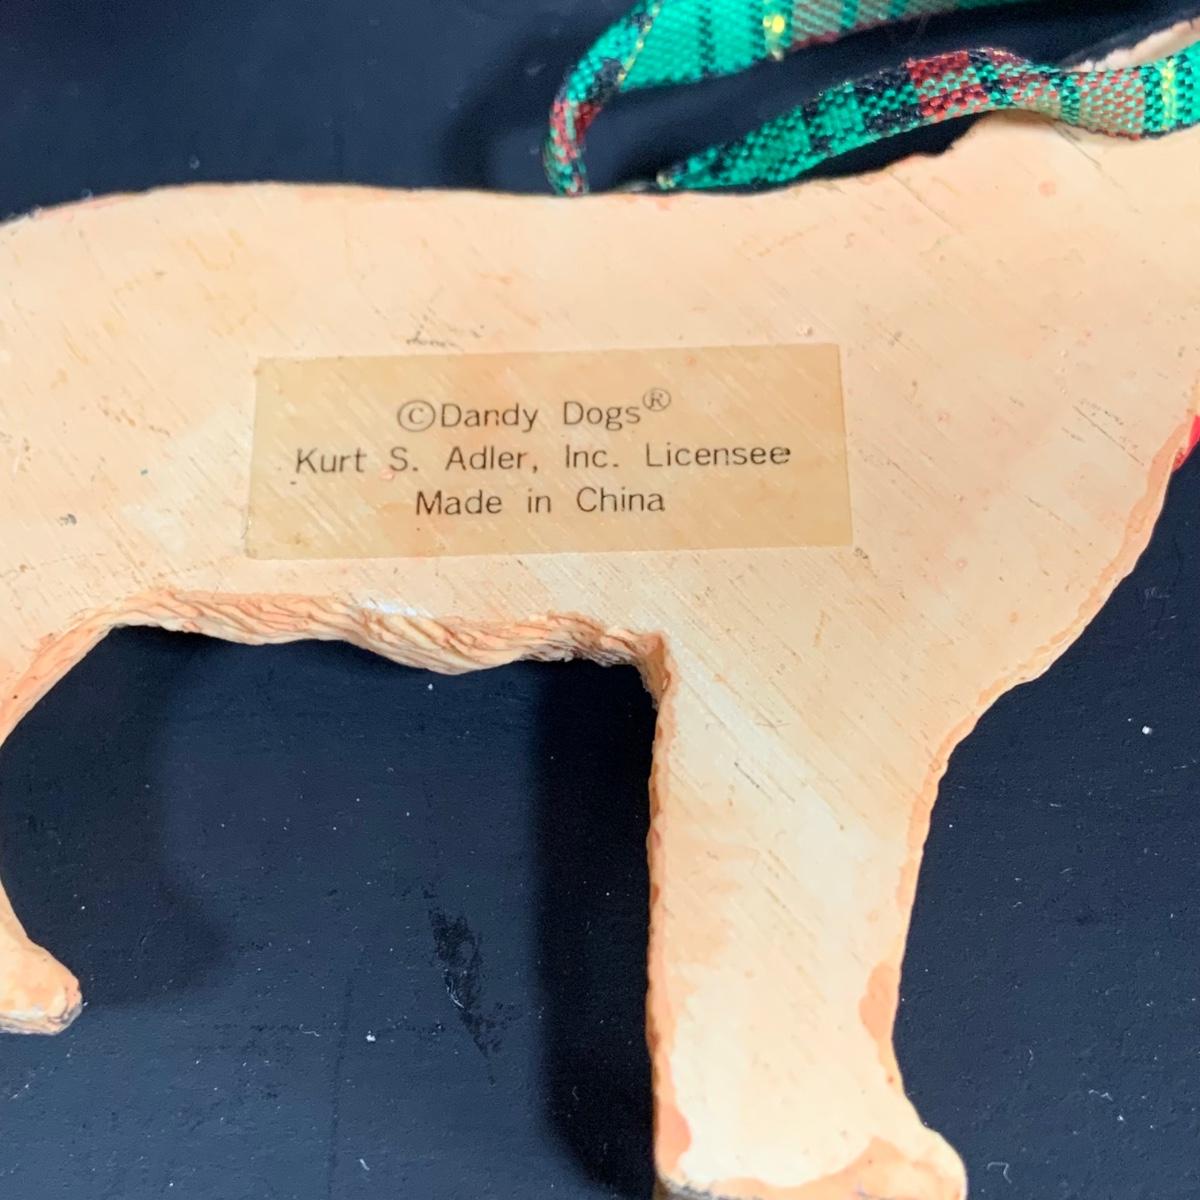 ©Dandy Dogs®
Kurt S. Adler, Inc. Licensee
Made in China